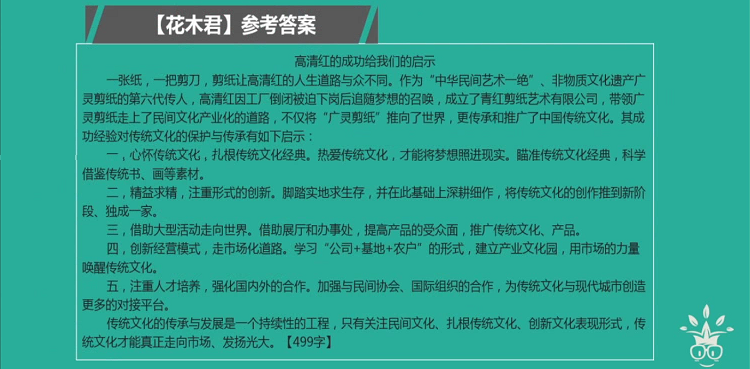 【花木君】参考答案
高清红的成功给我们的启示
一张纸，一把剪刀，剪纸让高清红的人生道路与众不同。作为“中华民间艺术一绝”、非物质文化遗产广
灵剪纸的第六代传人，高清红因工厂倒闭被迫下岗后追随梦想的召唤，成立了青红剪纸艺术有限公司，带领广
灵剪纸走上了民间文化产业化的道路，不仅将“广灵剪纸”推向了世界，更传承和推广了中国传统文化。其成
功经验对传统文化的保护与传承有如下启示：
一，心怀传统文化，扎根传统文化经典。热爱传统文化，才能将梦想照进现实。瞄准传统文化经典，科学
借鉴传统书、画等素材。
二，精益求精，注重形式的创新。脚踏实地求生存，并在此基础上深耕细作，将传统文化的创作推到新阶
段、独成一家。
三，借助大型活动走向世界。借助展厅和办事处，提高产品的受众面，推广传统文化、产品。
四，创新经营模式，走市场化道路。学习“公司+基地+农户”的形式，建立产业文化园，用市场的力量
唤醒传统文化。
五，注重人才培养，强化国内外的合作。加强与民间协会、国际组织的合作，为传统文化与现代城市创造
更多的对接平台。
传统文化的传承与发展是一个持续性的工程，只有关注民间文化、扎根传统文化、创新文化表现形式，传
统文化才能真正走向市场、发扬光大。【499字】